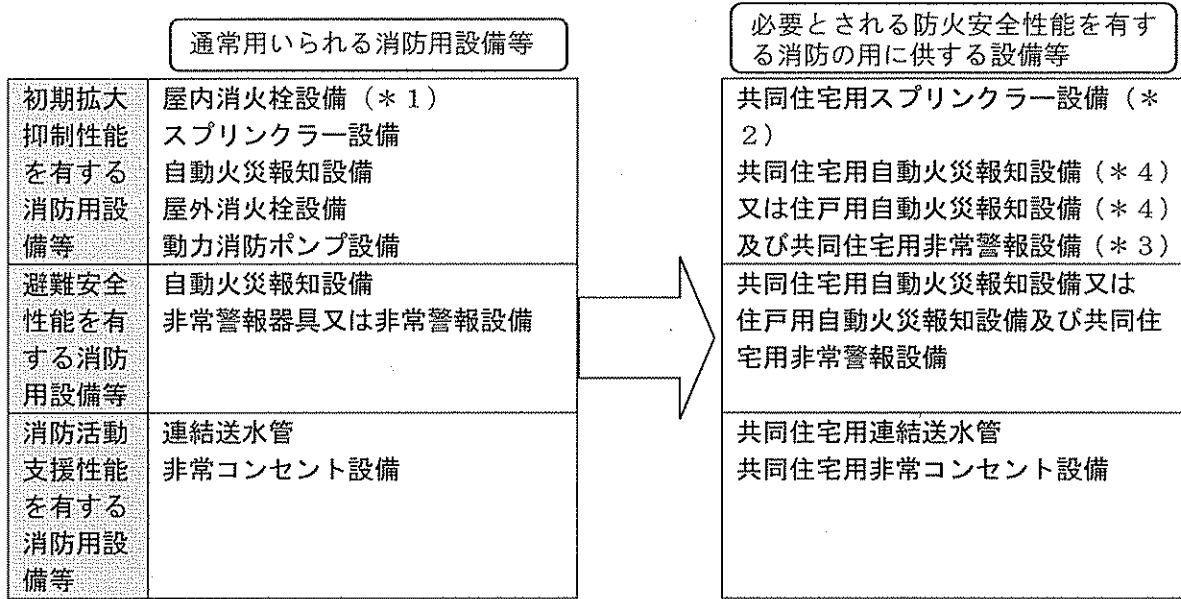 通常用いられる消防用設備等
必要とされる防火安全性能を有す
る消防の用に供する設備等
初期拡大
抑制性能
を有する
消防用設
備等
屋内消火栓設備（＊１）
スプリンクラー設備
自動火災報知設備
屋外消火栓設備
動力消防ポンプ設備
共同住宅用スプリンクラー設備（＊
２）
共同住宅用自動火災報知設備（＊４）
又は住戸用自動火災報知設備（＊４）
及び共同住宅用非常警報設備（＊３）
避難安全
性能を有
する消防
用設備等
自動火災報知設備
非常警報器具又は非常警報設備
共同住宅用自動火災報知設備又は
住戸用自動火災報知設備及び共同住
宅用非常警報設備
消防活動
支援性能
を有する
消防用設
備等
連結送水管
非常コンセント設備
共同住宅用連結送水管
共同住宅用非常コンセント設備